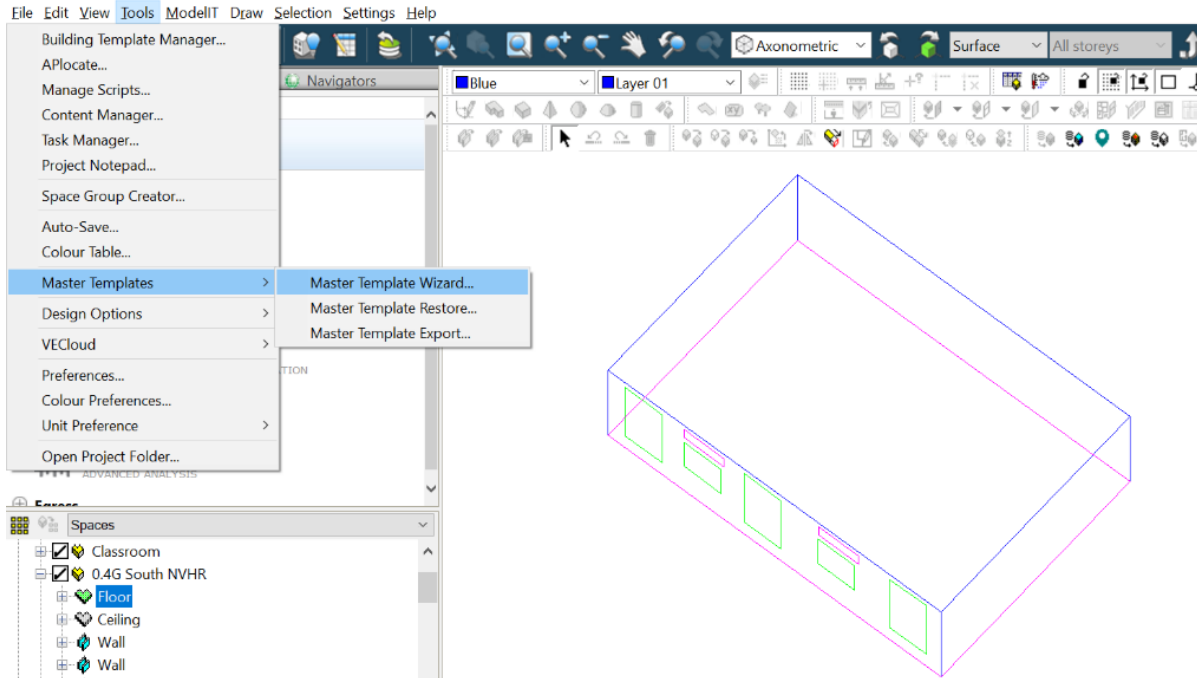 File Edit View Tools ModelIT Draw Selection Settings Help
Building Template Manager...
APlocate...
Manage Scripts...
Content Manager...
Task Manager...
Project Notepad...
Space Group Creator...
Auto-Save...
Colour Table...
Master Templates
Design Options
VECloud
Preferences...
Colour Preferences...
Unit Preference
Open Project Folder...
Master Template Wizard...
Master Template Restore...
Master Template Export...
Axonometric
Surface
All storeys
Navigators
Blue
Layer 01
ADVANCED ANALYSIS
Spaces
Classroom
0.4G South NVHR
Floor
Ceiling
Wall
Wall